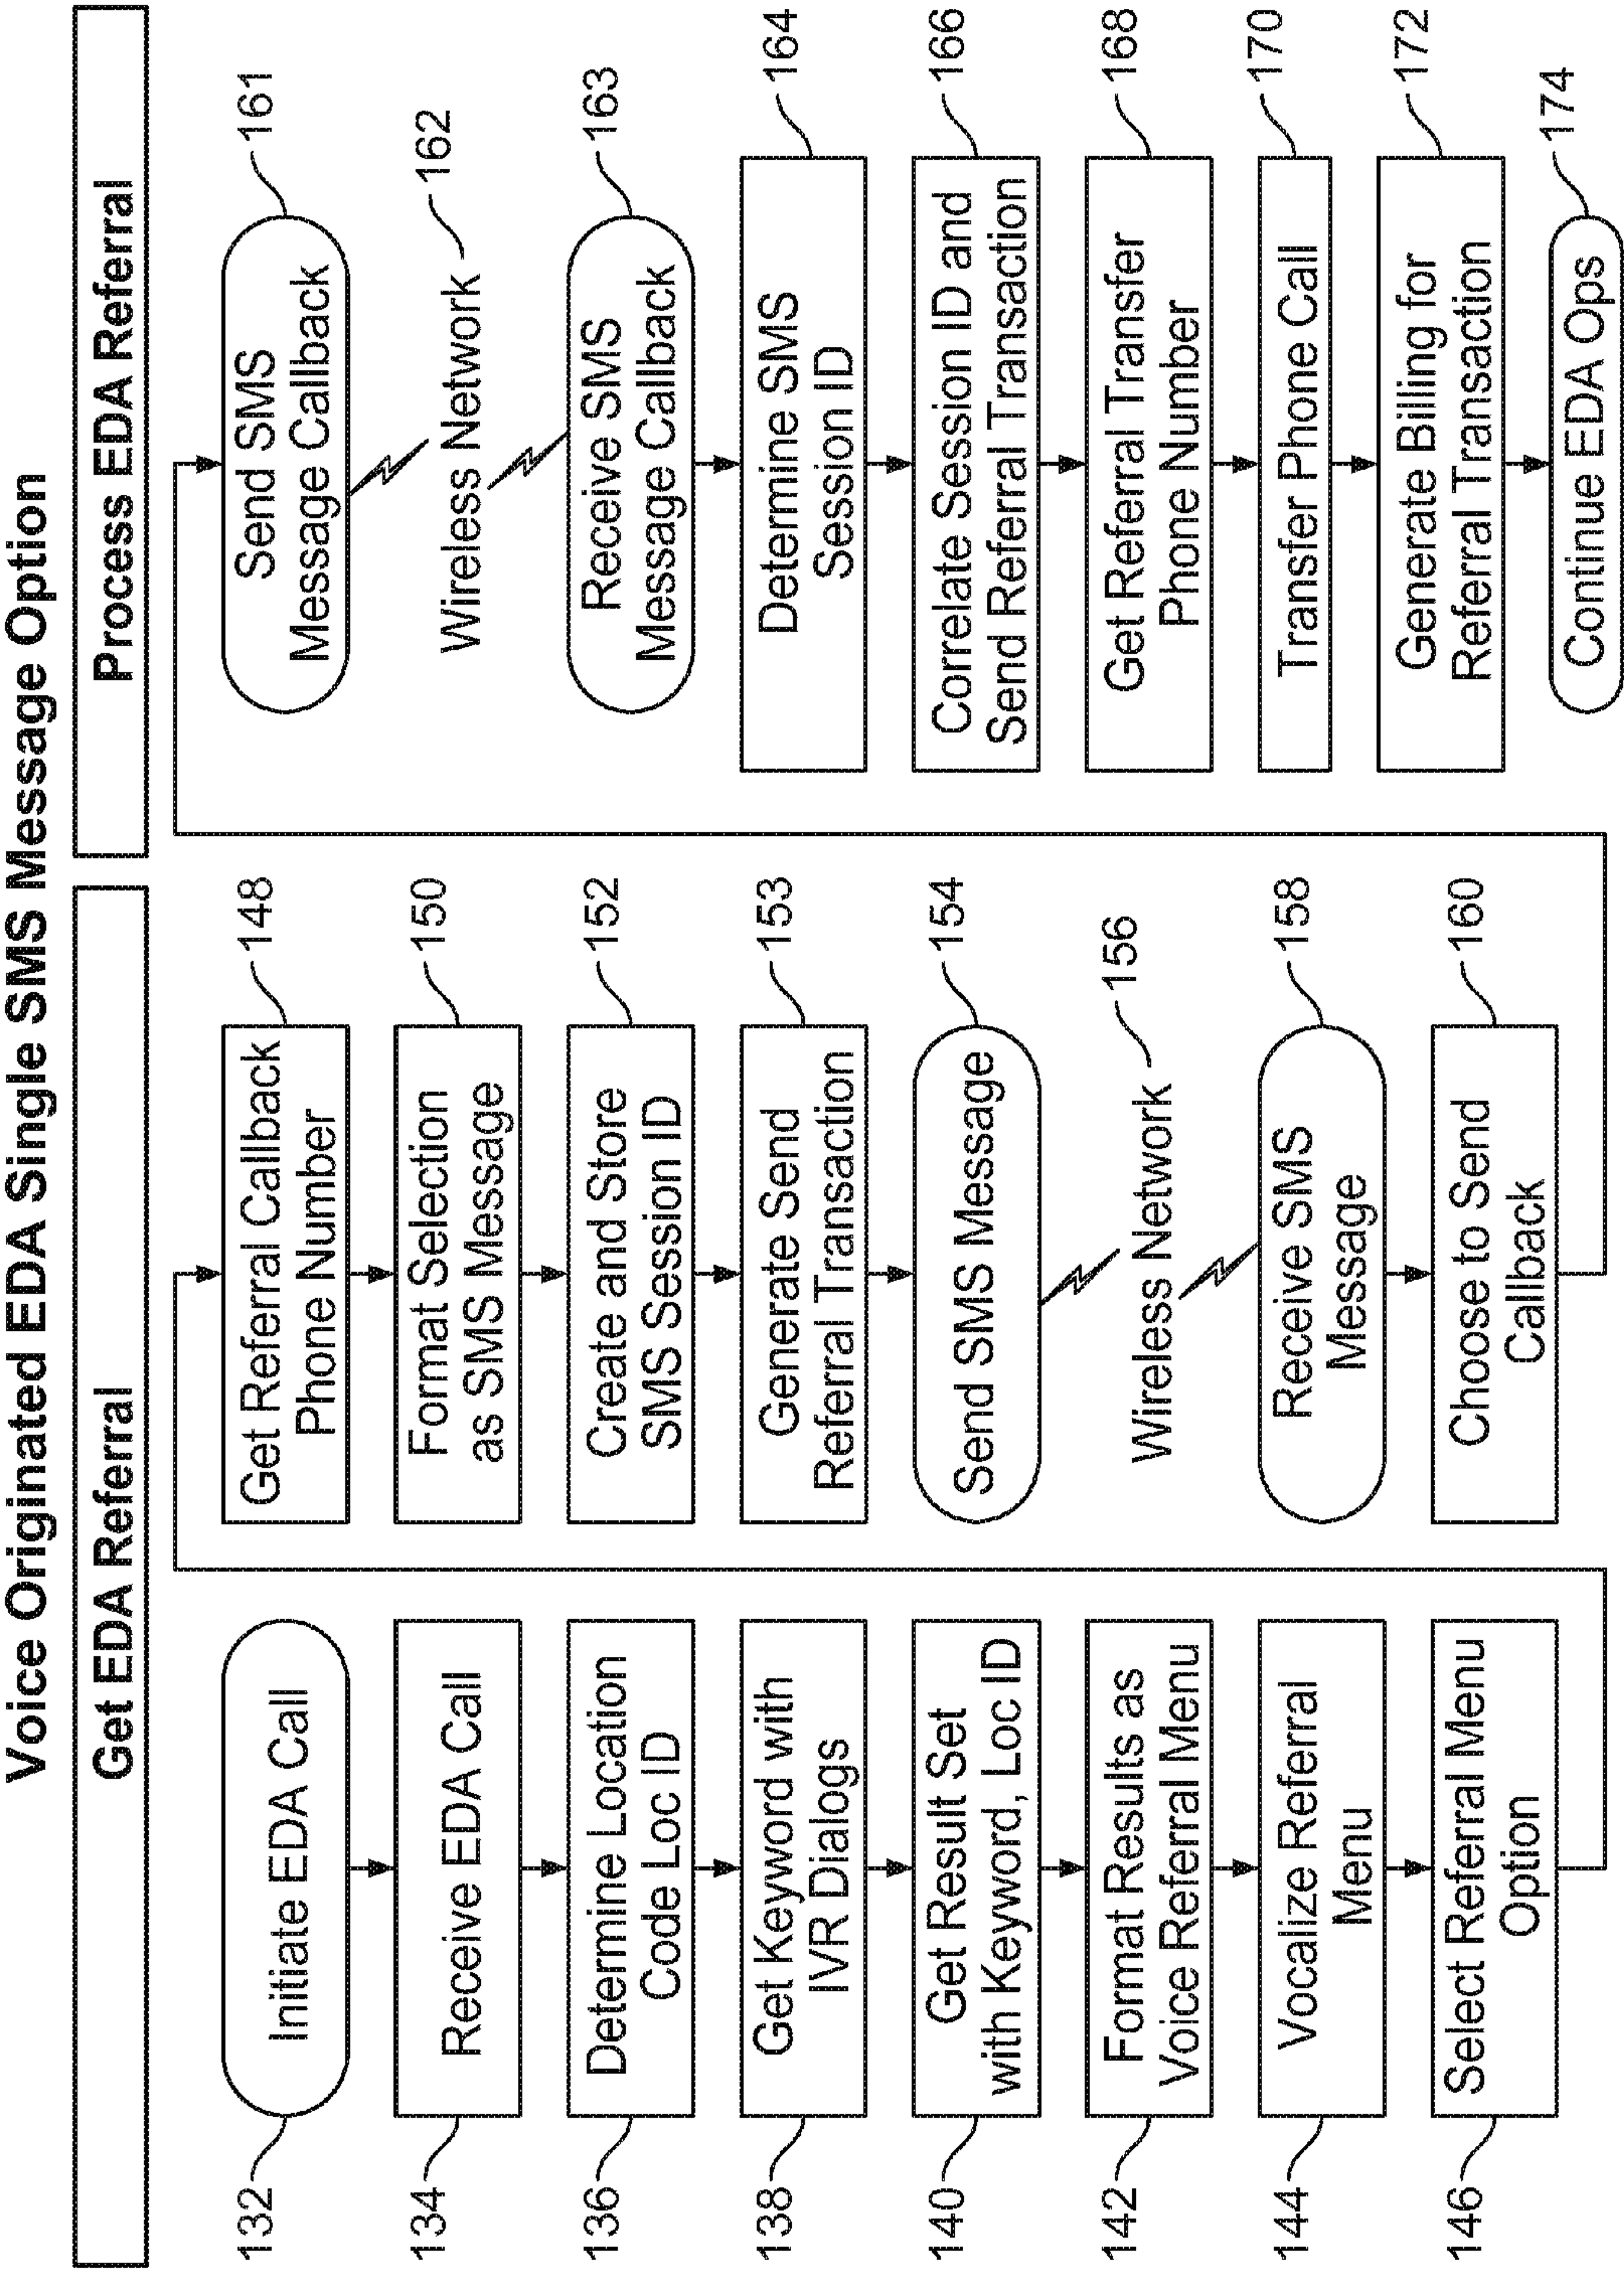 Voice Originated EDA Single SMS Message Option
Get EDA Referral
132
Initiate EDA Call
134
Receive EDA Call
136
Determine Location
Code Loc ID
138
Get Keyword with
IVR Dialogs
140
Get Result Set
with Keyword, Loc ID
142
Format Results as
Voice Referral Menu
144
Vocalize Referral
Menu
146
Select Referral Menu
Option
Get Referral Callback
Phone Number
148
Format Selection
as SMS Message
150
Create and Store
SMS Session ID
152
Generate Send
Referral Transaction
153
Send SMS Message
154
Wireless Network
156
Receive SMS
Message
158
Choose to Send
Callback
160
Process EDA Referral
Send SMS
Message Callback
161
Wireless Network
162
Receive SMS
Message Callback
163
Determine SMS
Session ID
164
Correlate Session ID and
Send Referral Transaction
166
Get Referral Transfer
Phone Number
168
Transfer Phone Call
170
Generate Billing for
Referral Transaction
172
Continue EDA Ops
174